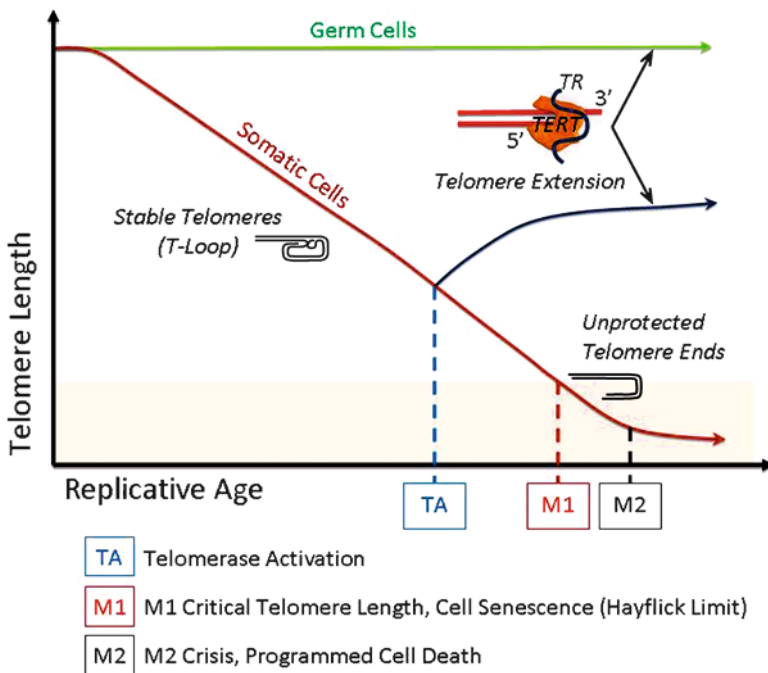 Germ Cells
TR
3’
TERT
5’
Telomere Extension
Somatic Cells
Stable Telomeres
(T-Loop)
Unprotected
Telomere Ends
Telomere Length
Replicative Age
TA
M1
M2
TA Telomerase Activation
M1 M1 Critical Telomere Length, Cell Senescence (Hayflick Limit)
M2 M2 Crisis, Programmed Cell Death